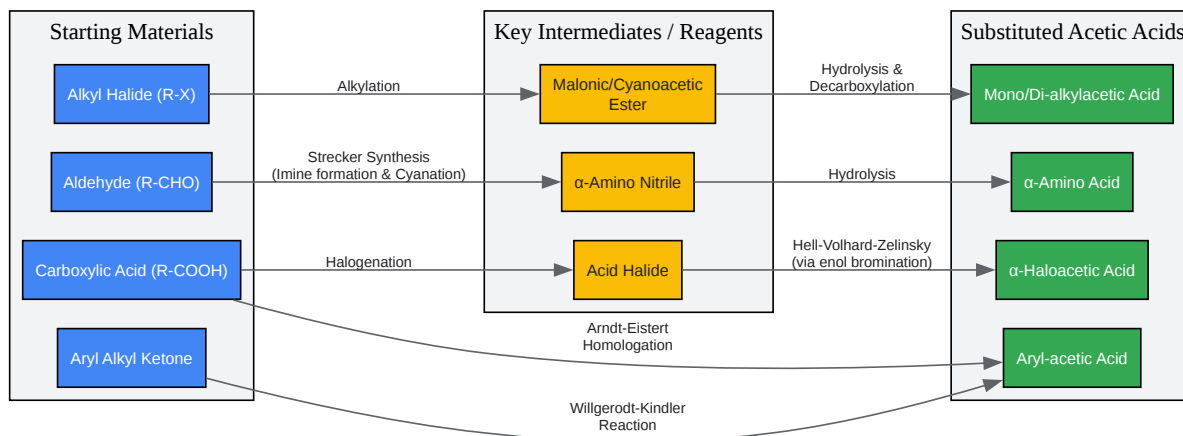 Starting Materials
Key Intermediates / Reagents
Substituted Acetic Acids
Alkyl Halide (R-X)
Alkylation
Malonic/Cyanoacetic
Ester
Hydrolysis &
Decarboxylation
Mono/Di-alkylacetic Acid
Aldehyde (R-CHO)
Strecker Synthesis
(Imine formation & Cyanation)
α-Amino Nitrile
Hydrolysis
α-Amino Acid
Carboxylic Acid (R-COOH)
Halogenation
Acid Halide
Hell-Volhard-Zelinsky
(via enol bromination)
α-Haloacetic Acid
Arndt-Eistert
Homologation
Aryl Alkyl Ketone
Aryl-acetic Acid
Willgerodt-Kindler
Reaction